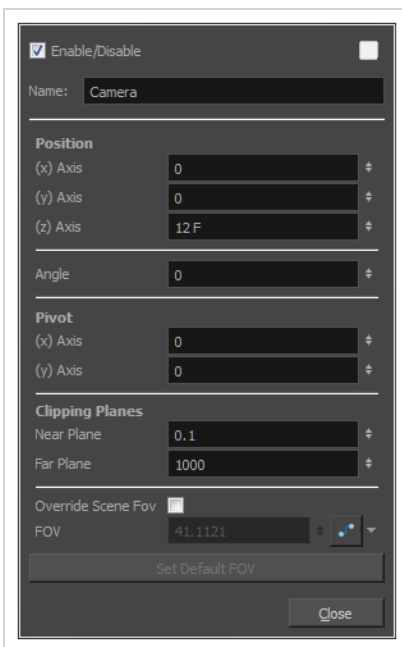 Enable/Disable
Name: Camera
Position
(x) Axis 0
(y) Axis 0
(z) Axis 12 F
Angle 0
Pivot
(x) Axis 0
(y) Axis 0
Clipping Planes
Near Plane 0.1
Far Plane 1000
Override Scene Fov
FOV 41.1121
Set Default FOV
Close